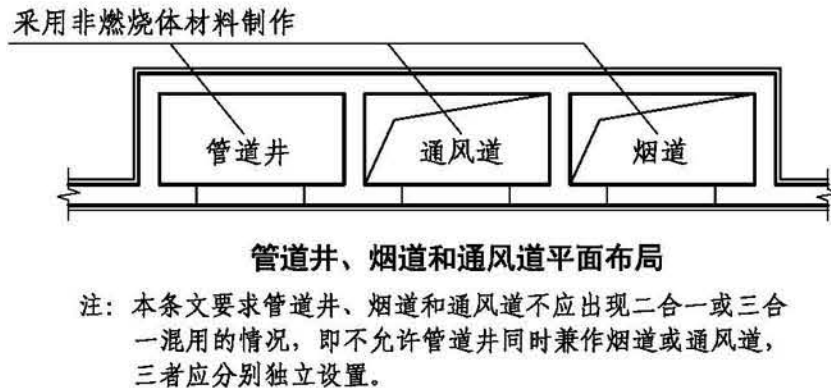 采用非燃烧体材料制作
管道井 通风道 烟道
管道井、烟道和通风道平面布局
注：本条文要求管道井、烟道和通风道不应出现二合一或三合
一混用的情况，即不允许管道井同时兼作烟道或通风道，
三者应分别独立设置。